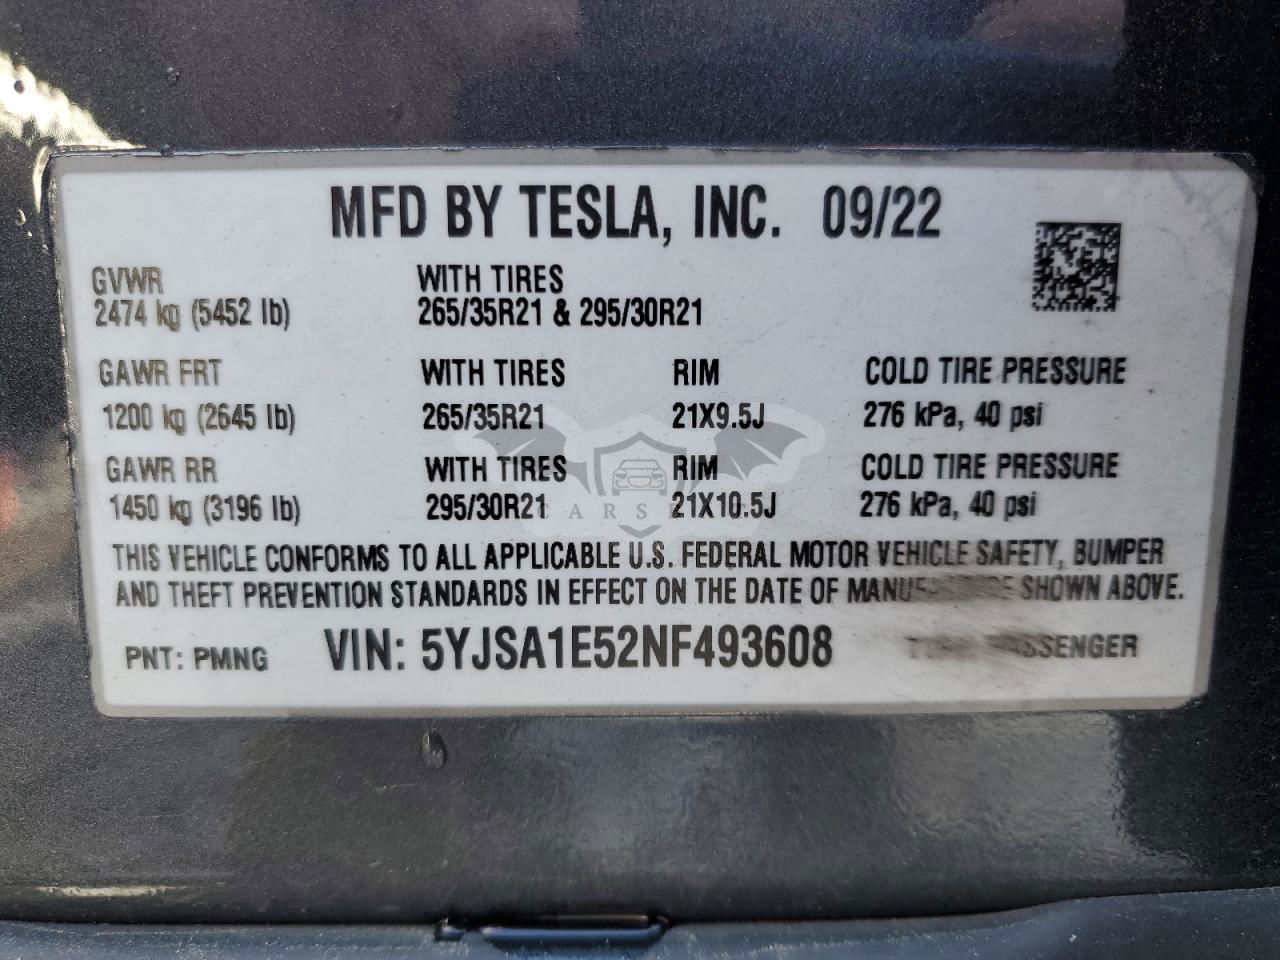 MFD BY TESLA, INC. 09/22
GVWR WITH TIRES
2474 kg (5452 lb) 265/35R21 & 295/30R21
GAWR FRT WITH TIRES RIM COLD TIRE PRESSURE
1200 kg (2645 lb) 265/35R21 21X9.5J 276 kPa, 40 psi
GAWR RR WITH TIRES RIM COLD TIRE PRESSURE
1450 kg (3196 lb) 295/30R21 21X10.5J 276 kPa, 40 psi
THIS VEHICLE CONFORMS TO ALL APPLICABLE U.S. FEDERAL MOTOR VEHICLE SAFETY, BUMPER
AND THEFT PREVENTION STANDARDS IN EFFECT ON THE DATE OF SHOWN ABOVE.
PNT: PMNG VIN: 5YJSA1E52NF493608 PASSENGER